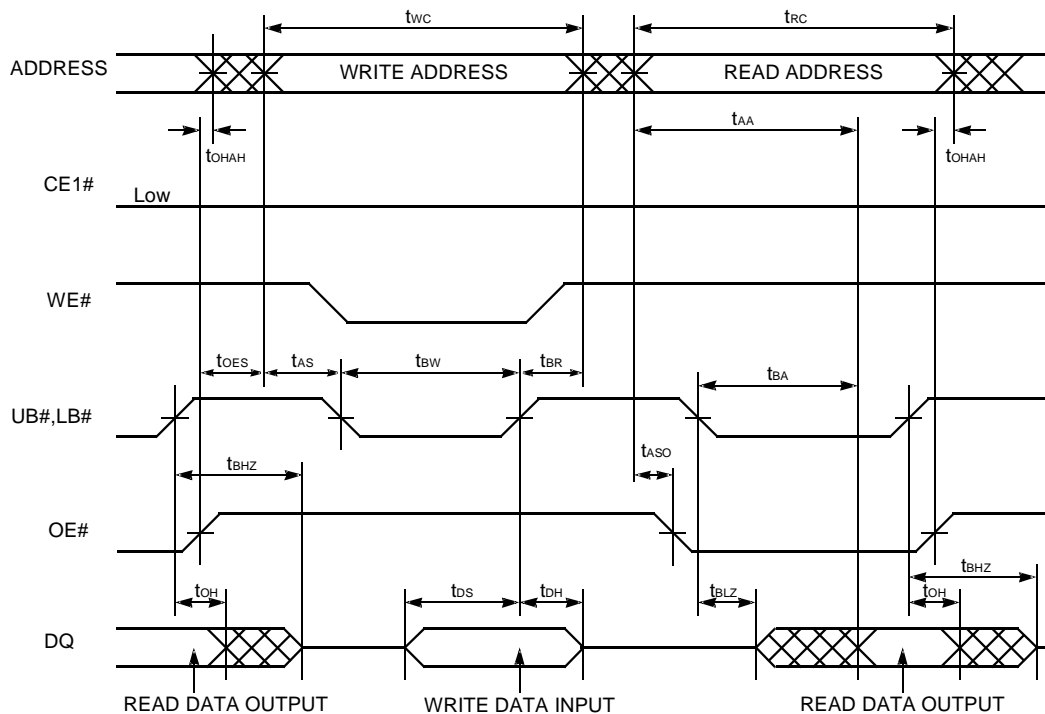 tWC tRC
ADDRESS WRITE ADDRESS READ ADDRESS
tAA
tOHAH tOHAH
CE1#
Low
WE#
tOES tAS tBW tBR tBA
UB#,LB#
tBHZ tASO
OE#
tBHZ
tOH tDS tDH tBLZ tOH
DQ
READ DATA OUTPUT WRITE DATA INPUT READ DATA OUTPUT